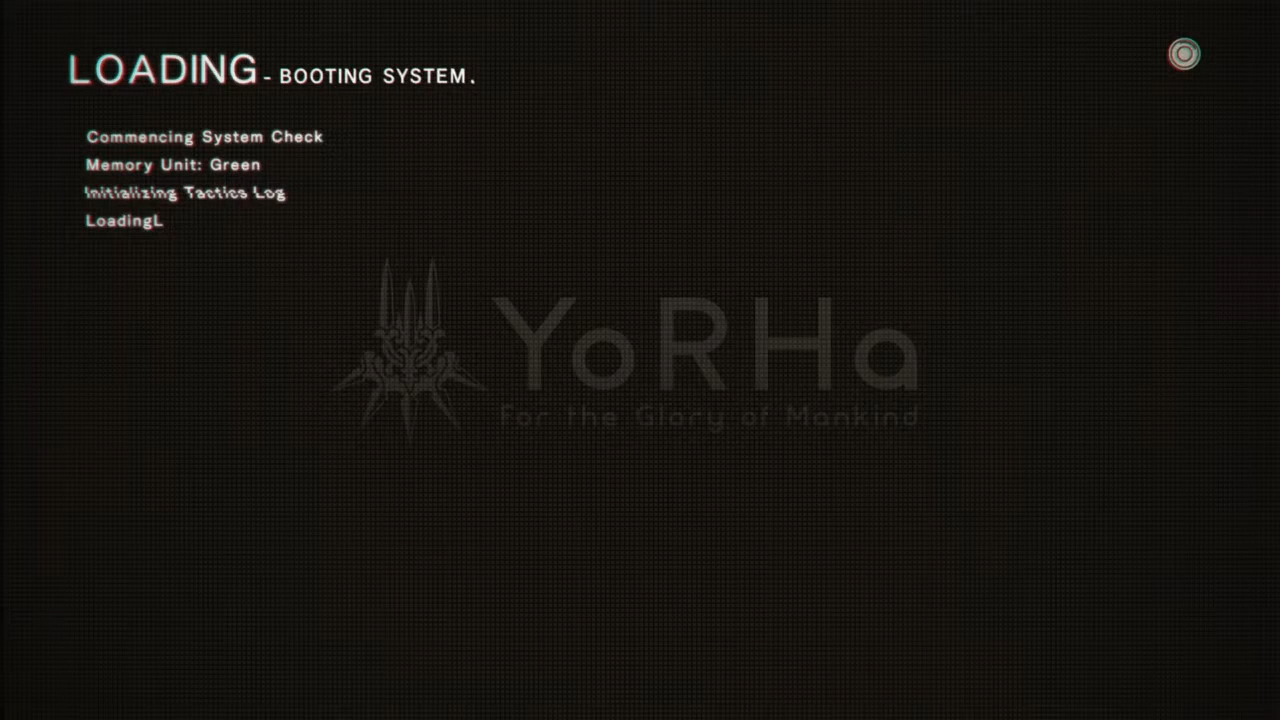 LOADING - BOOTING SYSTEM.
Commencing System Check
Memory Unit: Green
Initializing Tactics Log
LoadingL
YoRHa
For the Glory of Mankind